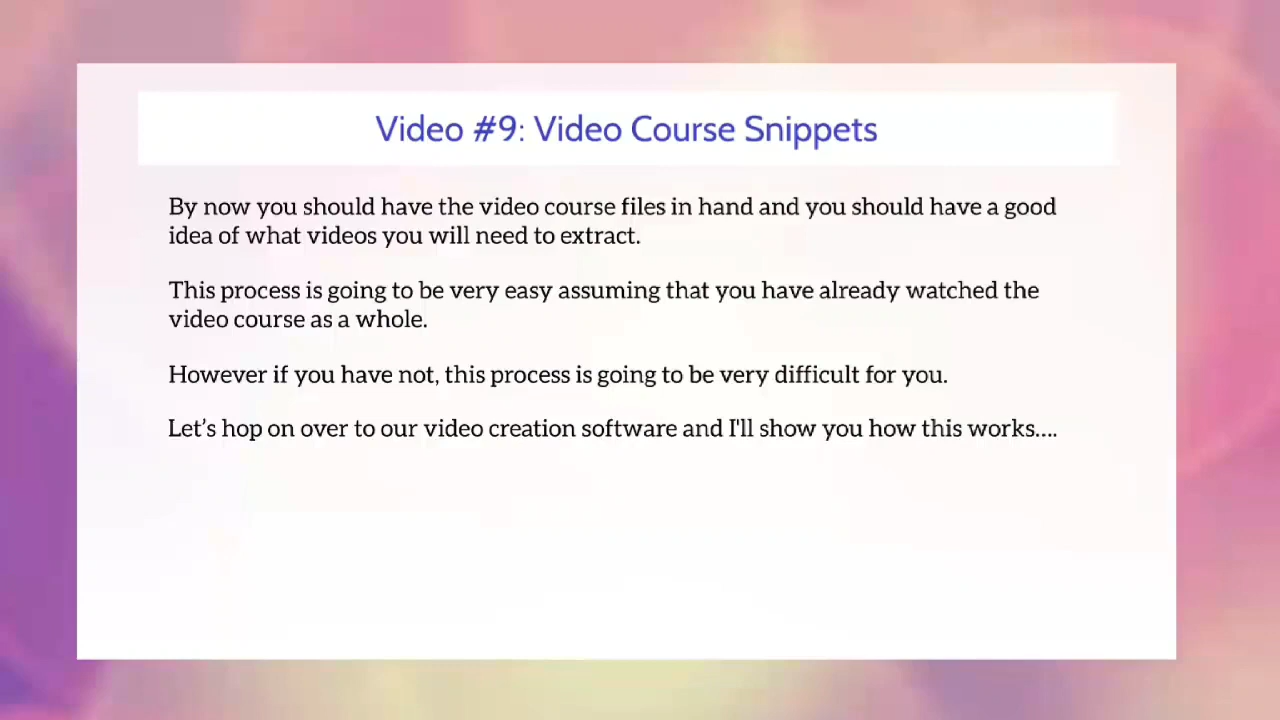 Video #9: Video Course Snippets
By now you should have the video course files in hand and you should have a good
idea of what videos you will need to extract.
This process is going to be very easy assuming that you have already watched the
video course as a whole.
However if you have not, this process is going to be very difficult for you.
Let’s hop on over to our video creation software and I'll show you how this works....